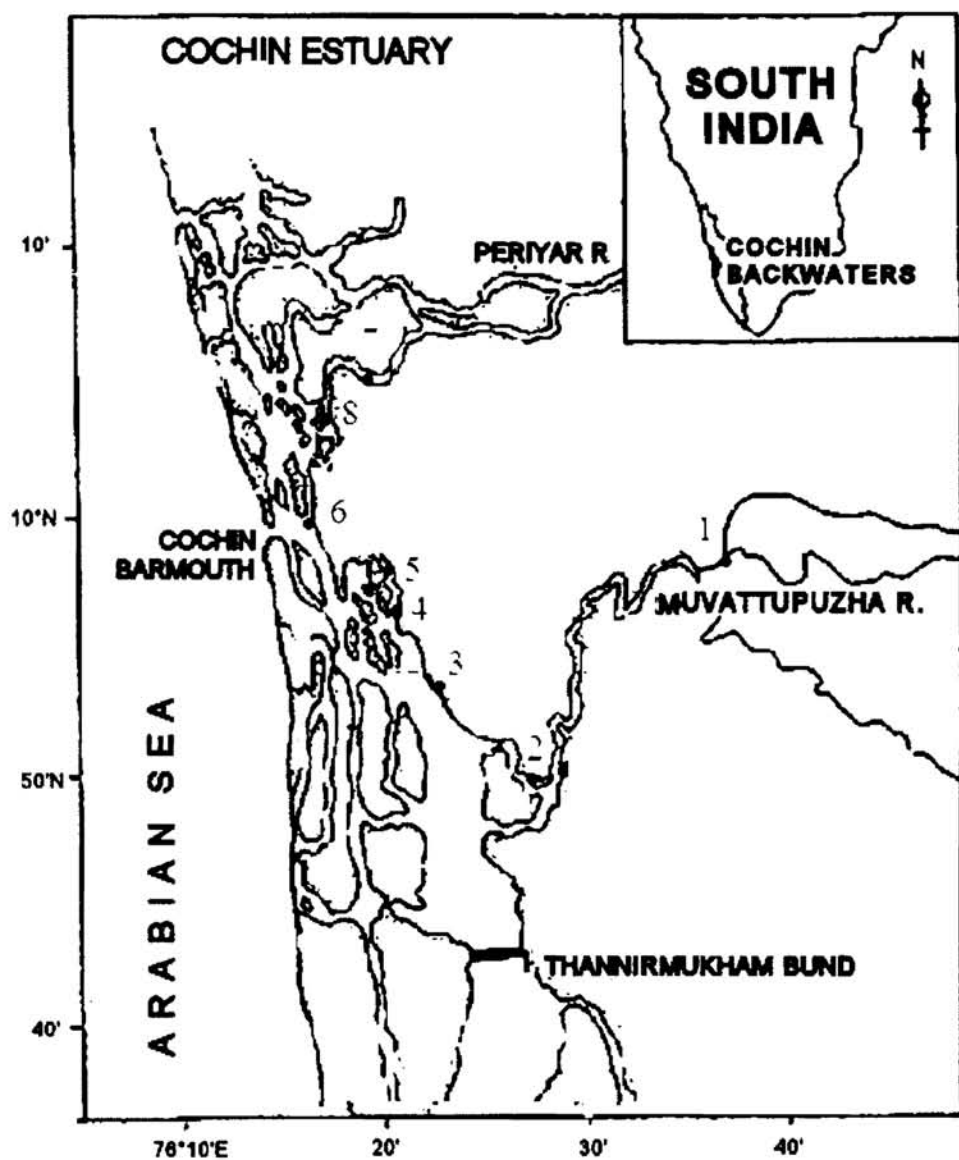 COCHIN ESTUARY
N
SOUTH
INDIA
COCHIN
BACKWATERS
10'
PERIYAR R
8
10°N
6
1
COCHIN
BARMOUTH
5
MUVATTUPUZHA R.
4
3
2
50'N
ARABIAN SEA
THANNIRMUKHAM BUND
40'
76°10'E
20'
30'
40'